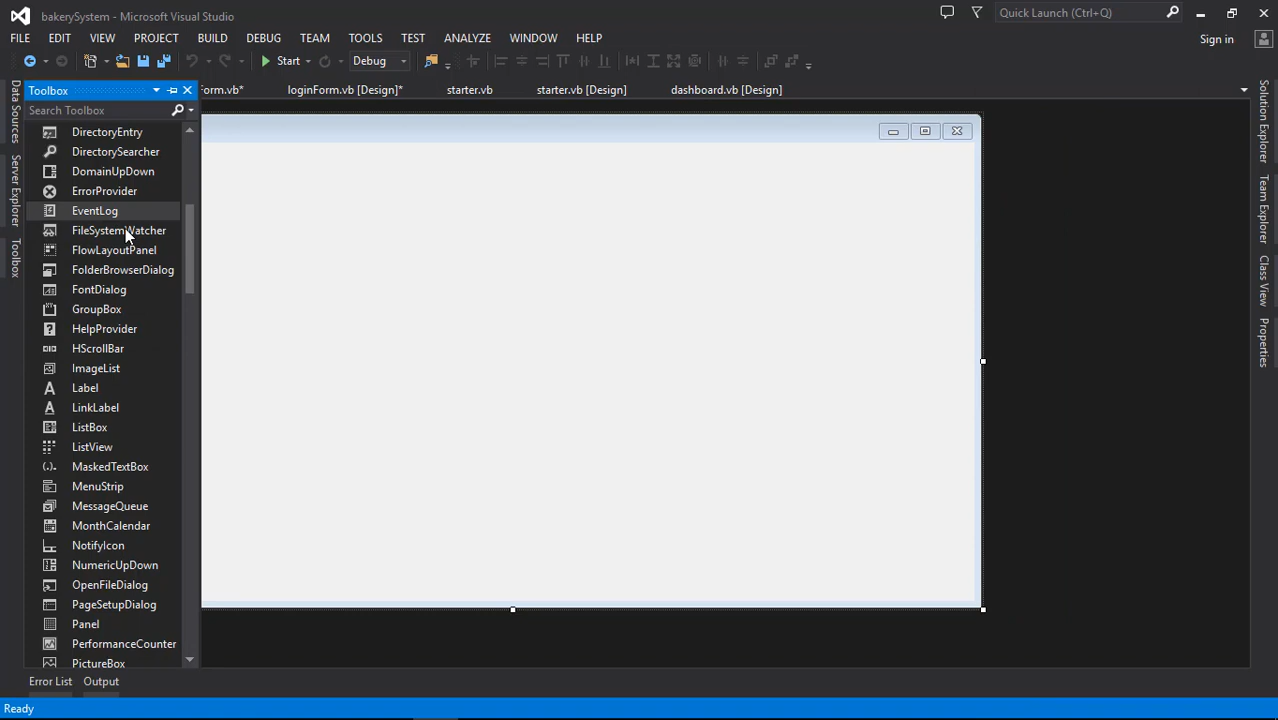 bakerySystem - Microsoft Visual Studio
Quick Launch (Ctrl+Q)
FILE EDIT VIEW PROJECT BUILD DEBUG TEAM TOOLS TEST ANALYZE WINDOW HELP
Sign in
Start Debug
Toolbox
orm.vb* loginForm.vb [Design]* starter.vb starter.vb [Design] dashboard.vb [Design]
Search Toolbox
DirectoryEntry
DirectorySearcher
DomainUpDown
ErrorProvider
EventLog
FileSystemWatcher
FlowLayoutPanel
FolderBrowserDialog
FontDialog
GroupBox
HelpProvider
HScrollBar
ImageList
Label
LinkLabel
ListBox
ListView
MaskedTextBox
MenuStrip
MessageQueue
MonthCalendar
NotifyIcon
NumericUpDown
OpenFileDialog
PageSetupDialog
Panel
PerformanceCounter
PictureBox
Data Sources
Server Explorer
Toolbox
Solution Explorer
Team Explorer
Class View
Properties
Error List Output
Ready